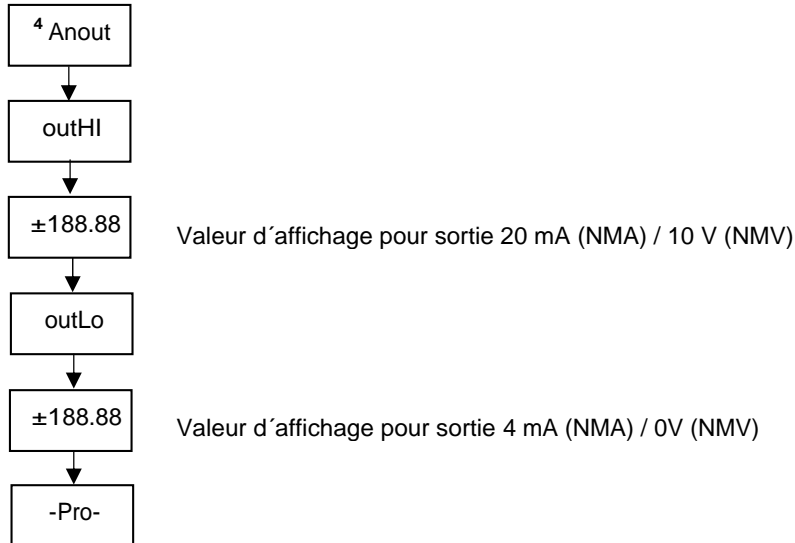 ⁴ Anout
outHI
±188.88
Valeur d´affichage pour sortie 20 mA (NMA) / 10 V (NMV)
outLo
±188.88
Valeur d´affichage pour sortie 4 mA (NMA) / 0V (NMV)
-Pro-